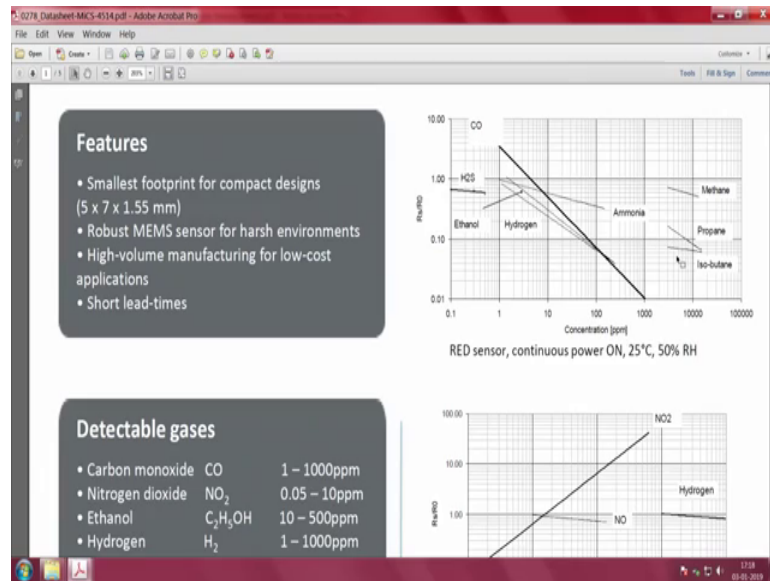 0278_Datasheet-MiCS-4514.pdf - Adobe Acrobat Pro
File Edit View Window Help
Open Create Customize
1 Tools Fill & Sign Comment
Features
• Smallest footprint for compact designs
(5 x 7 x 1.55 mm)
• Robust MEMS sensor for harsh environments
• High-volume manufacturing for low-cost
applications
• Short lead-times
10.00
1.00
0.10
0.01
Rs/R0
CO
H2S
Ethanol
Hydrogen
Ammonia
Methane
Propane
Iso-butane
0.1 1 10 100 1000 10000 100000
Concentration [ppm]
RED sensor, continuous power ON, 25°C, 50% RH
Detectable gases
• Carbon monoxide CO 1 – 1000ppm
• Nitrogen dioxide NO2 0.05 – 10ppm
• Ethanol C2H5OH 10 – 500ppm
• Hydrogen H2 1 – 1000ppm
100.00
10.00
1.00
Rs/R0
NO2
Hydrogen
NO
17:18
03-01-2019